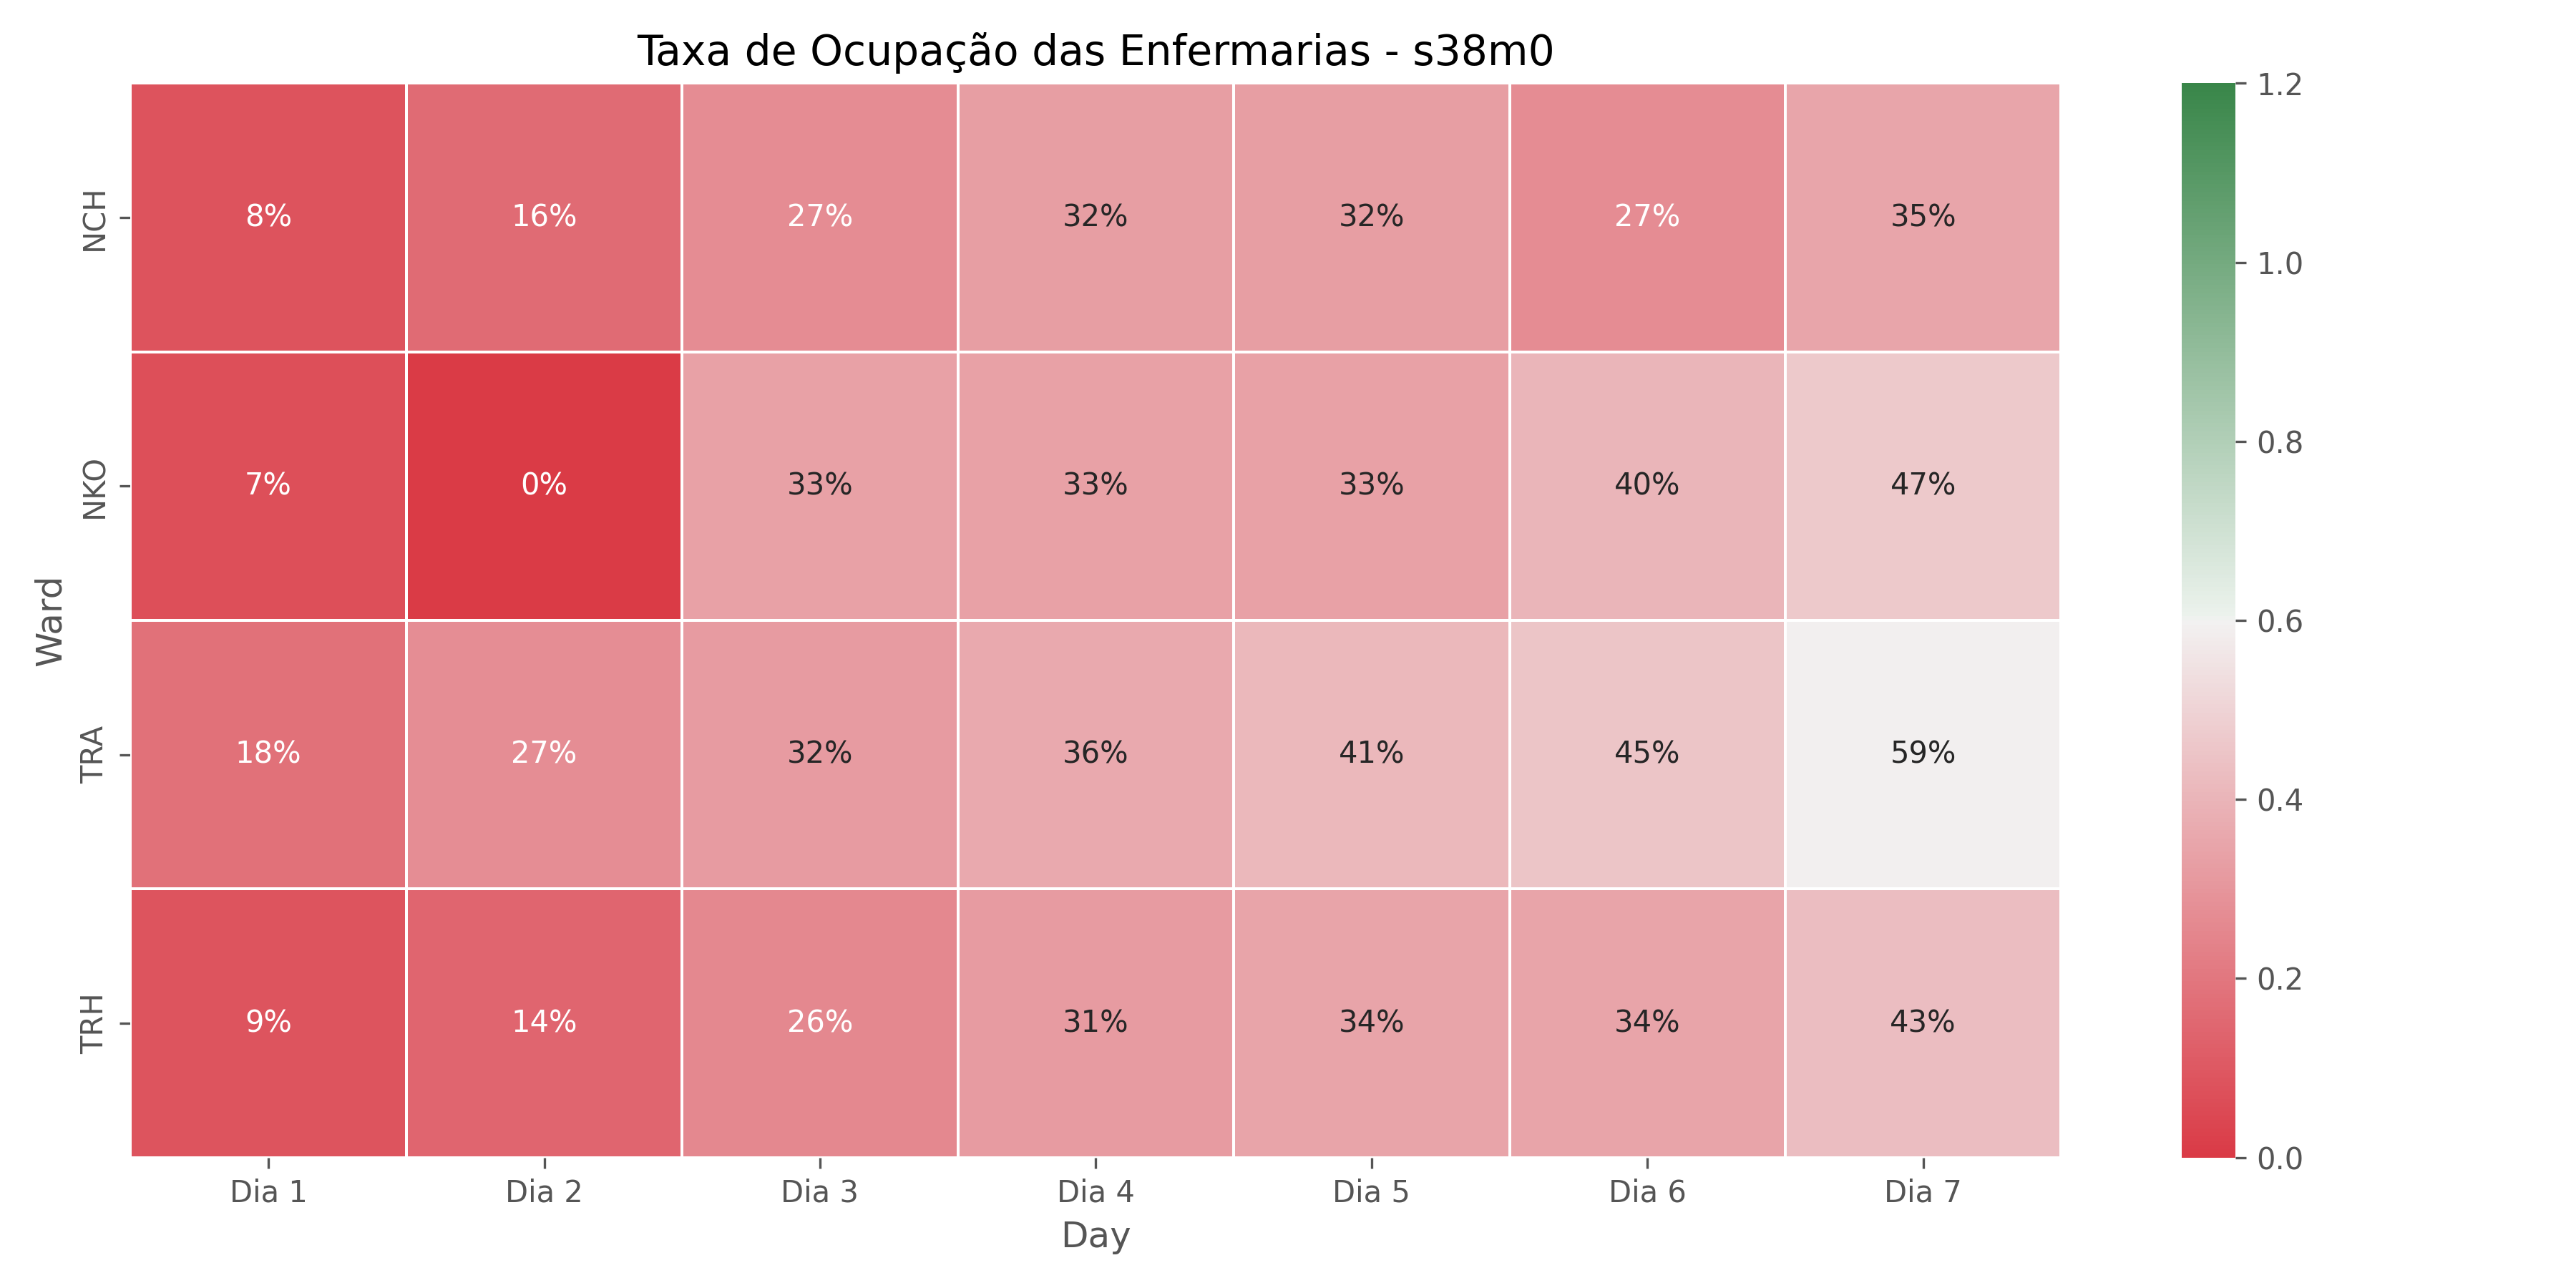 Taxa de Ocupação das Enfermarias - s38m0
Ward
NCH
8% 16% 27% 32% 32% 27% 35%
NKO
7% 0% 33% 33% 33% 40% 47%
TRA
18% 27% 32% 36% 41% 45% 59%
TRH
9% 14% 26% 31% 34% 34% 43%
Dia 1 Dia 2 Dia 3 Dia 4 Dia 5 Dia 6 Dia 7
Day
1.2
1.0
0.8
0.6
0.4
0.2
0.0